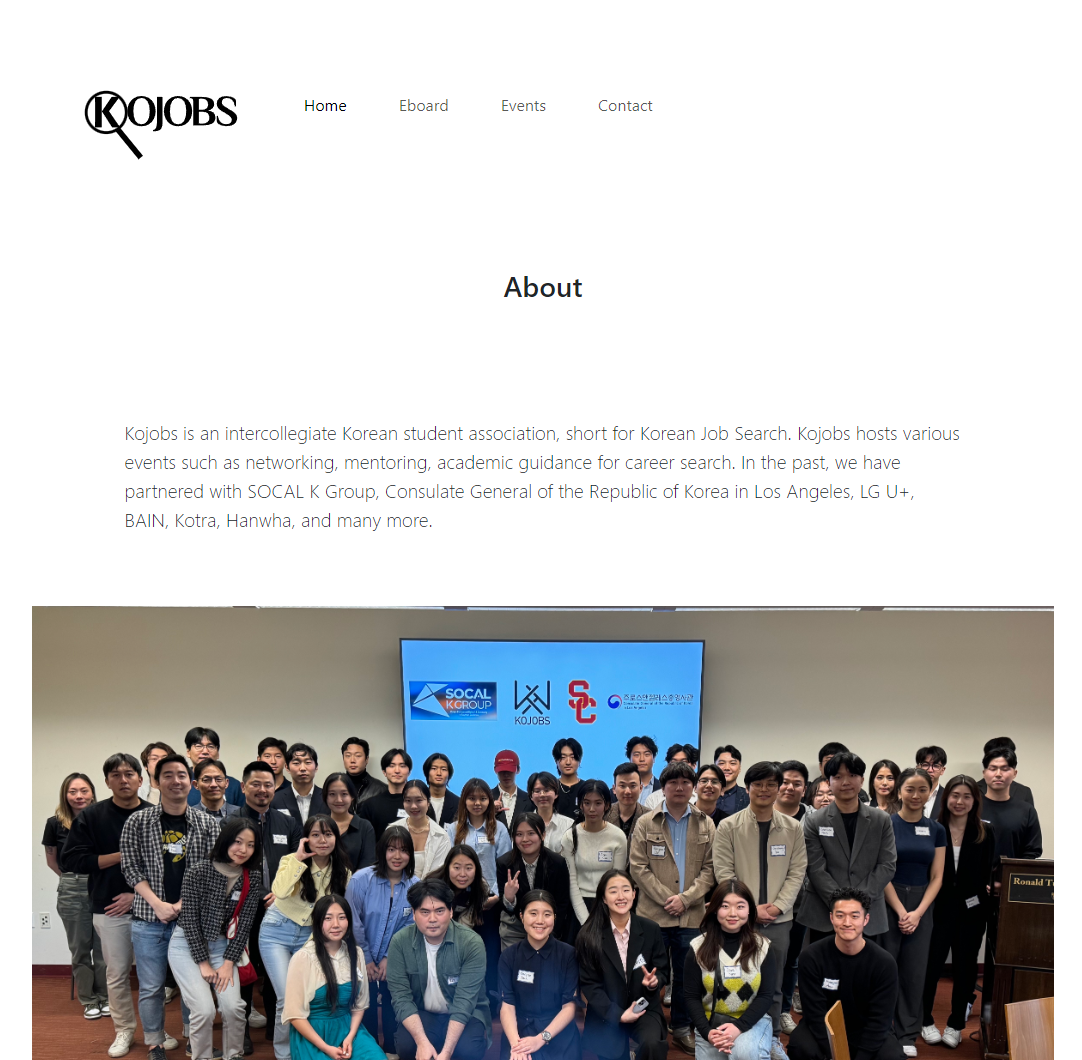 KOJOBS
Home Eboard Events Contact
About
Kojobs is an intercollegiate Korean student association, short for Korean Job Search. Kojobs hosts various
events such as networking, mentoring, academic guidance for career search. In the past, we have
partnered with SOCAL K Group, Consulate General of the Republic of Korea in Los Angeles, LG U+,
BAIN, Kotra, Hanwha, and many more.
SOCAL
K GROUP
KOJOBS
SC
주로스앤젤레스총영사관
Ronald